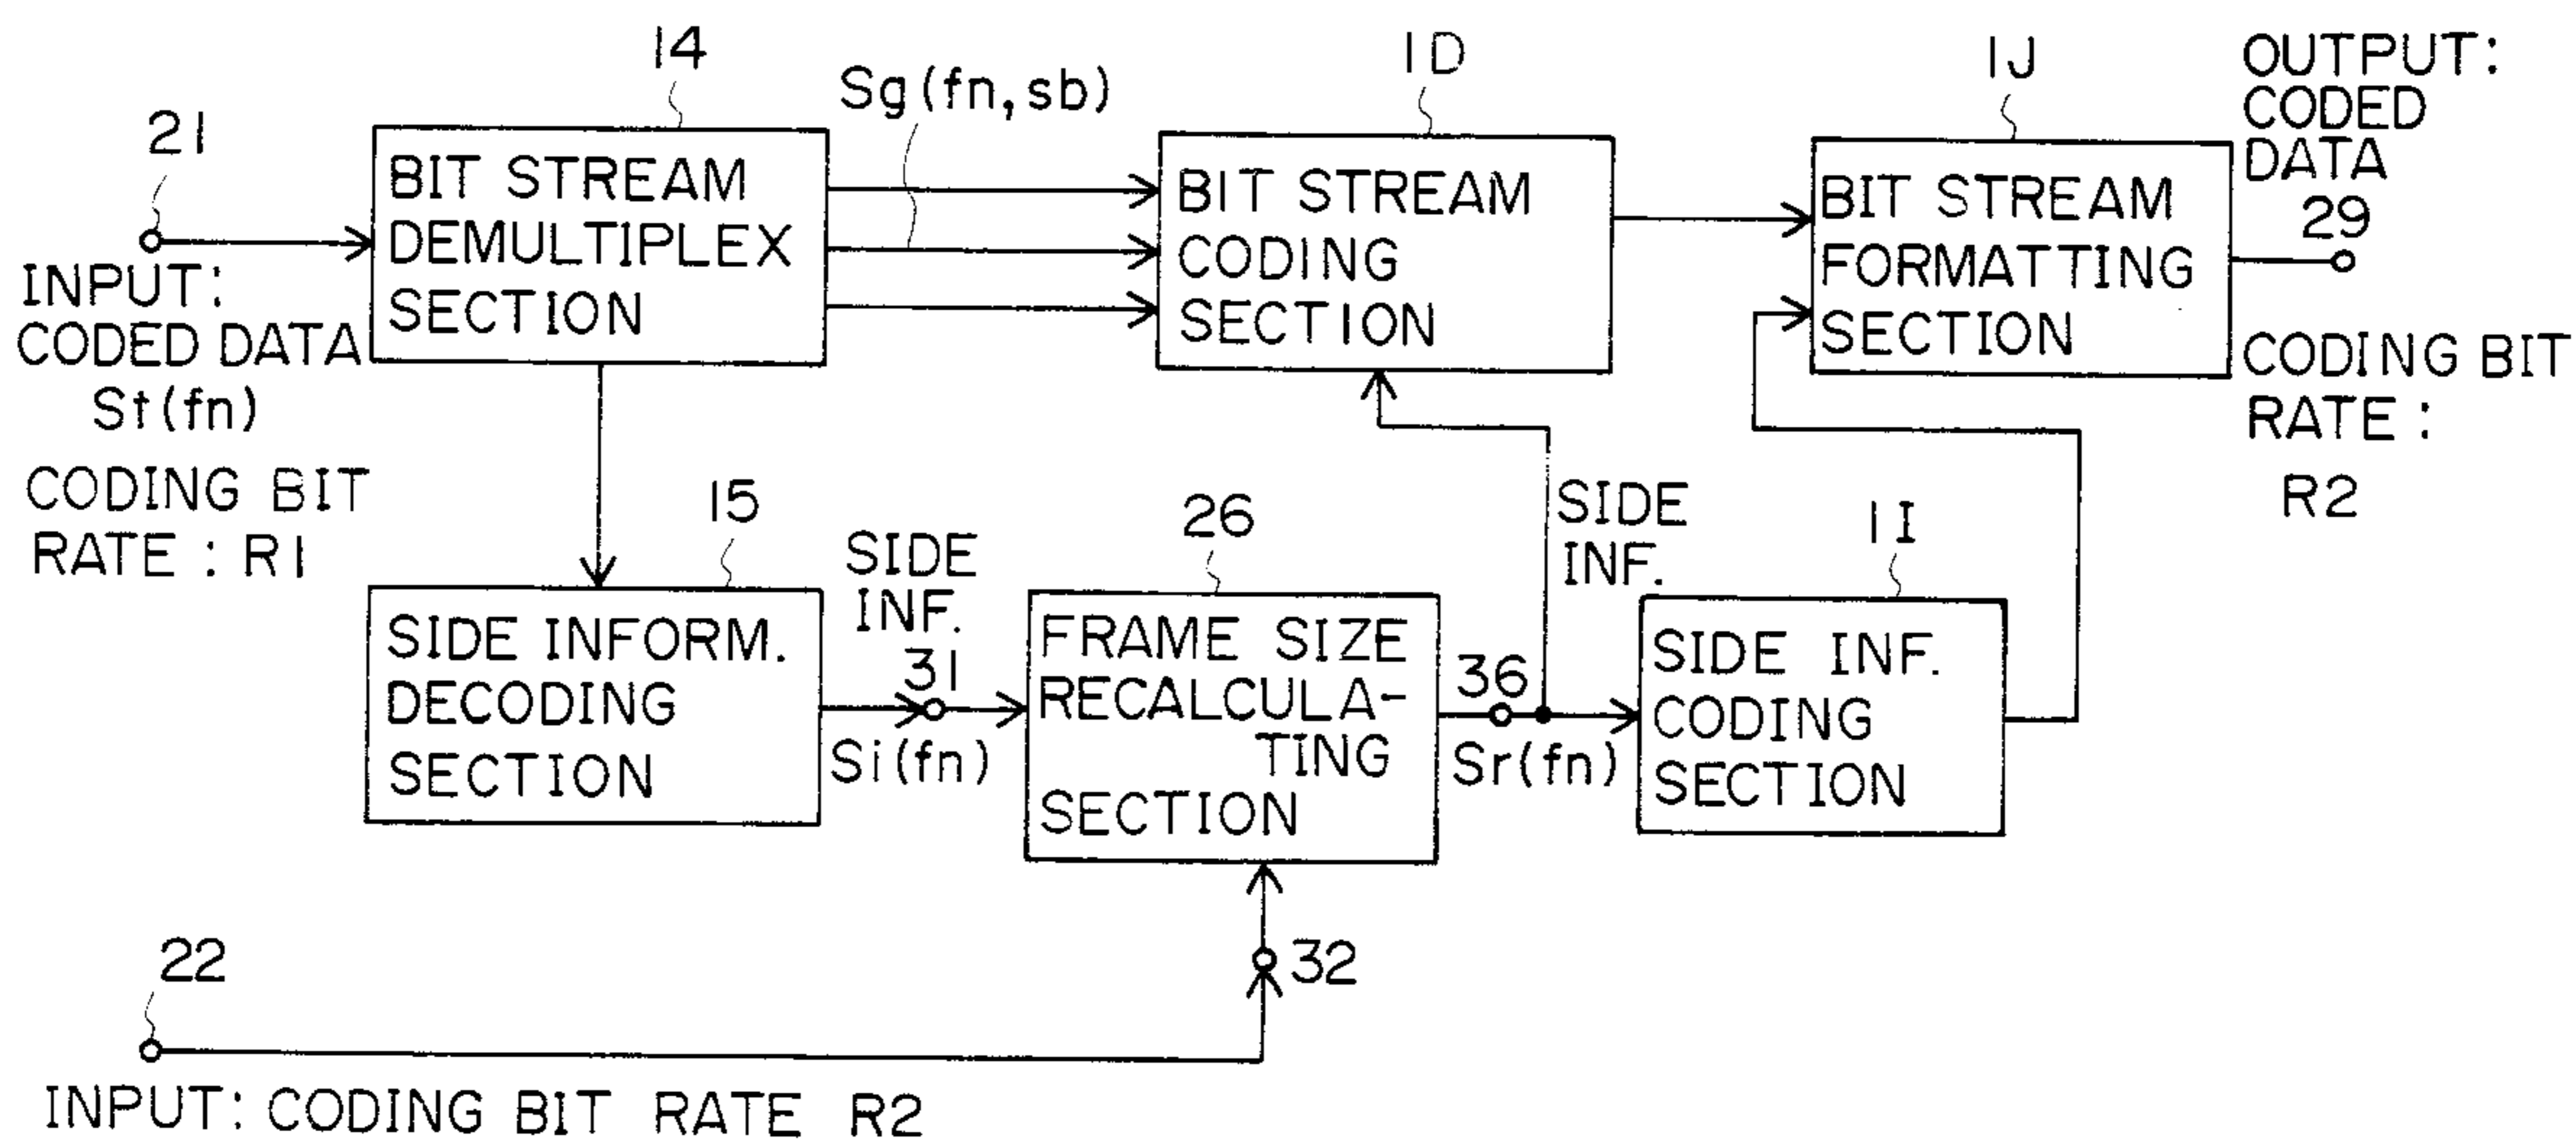 14
Sg(fn,sb)
1D
1J
OUTPUT:
CODED
DATA
29
21
BIT STREAM
DEMULTIPLEX
SECTION
BIT STREAM
CODING
SECTION
BIT STREAM
FORMATTING
SECTION
INPUT:
CODED DATA
St(fn)
CODING BIT
RATE : R1
CODING BIT
RATE :
R2
15
SIDE
INF.
31
26
SIDE
INF.
1I
SIDE INFORM.
DECODING
SECTION
Si(fn)
FRAME SIZE
RECALCULA-
TING
SECTION
36
Sr(fn)
SIDE INF.
CODING
SECTION
32
22
INPUT: CODING BIT RATE R2